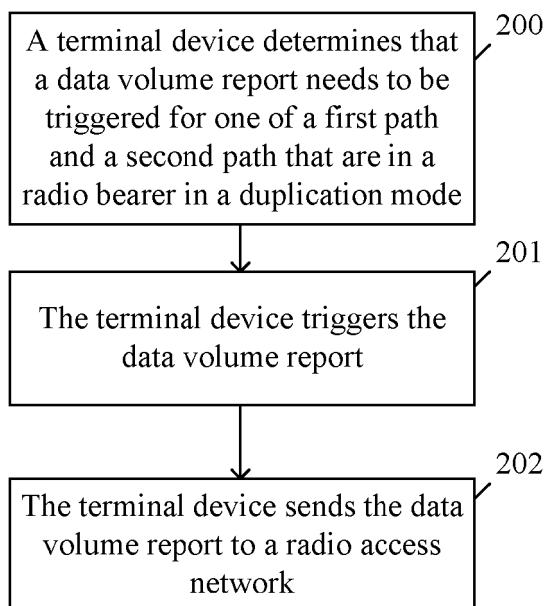 200
A terminal device determines that
a data volume report needs to be
triggered for one of a first path
and a second path that are in a
radio bearer in a duplication mode
201
The terminal device triggers the
data volume report
202
The terminal device sends the data
volume report to a radio access
network